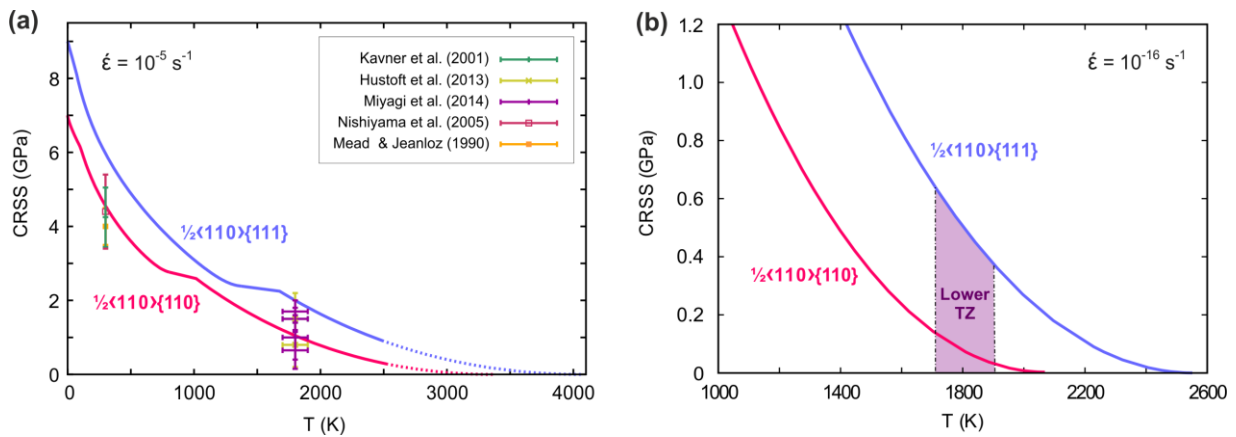 (a)
 έ = 10⁻⁵ s⁻¹
Kavner et al. (2001)
Hustoft et al. (2013)
Miyagi et al. (2014)
Nishiyama et al. (2005)
Mead & Jeanloz (1990)
½<110>{111}
½<110>{110}
CRSS (GPa)
8
6
4
2
0
0 1000 2000 3000 4000
T (K)
(b)
έ = 10⁻¹⁶ s⁻¹
½<110>{111}
½<110>{110}
Lower
TZ
CRSS (GPa)
1.2
1.0
0.8
0.6
0.4
0.2
0
1000 1400 1800 2200 2600
T (K)